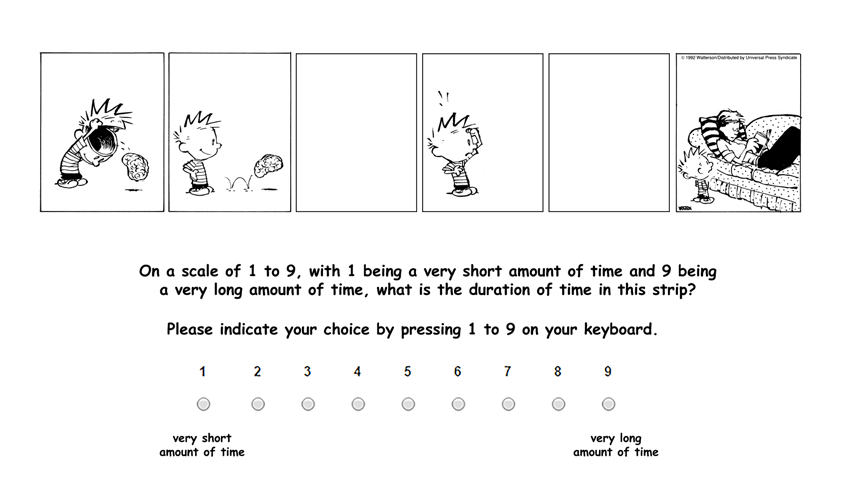 © 1992 Watterson/Distributed by Universal Press Syndicate
On a scale of 1 to 9, with 1 being a very short amount of time and 9 being
a very long amount of time, what is the duration of time in this strip?
Please indicate your choice by pressing 1 to 9 on your keyboard.
1 2 3 4 5 6 7 8 9
very short
amount of time
very long
amount of time